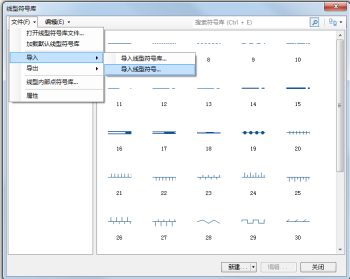 线型符号库
文件(F) 编辑(E) 搜索符号库 (Ctrl + E)
打开线型符号库文件...
加载默认线型符号库
导入
导出
线型内部点符号库...
属性
导入线型符号库...
导入线型符号...
8 9 10
11 12 13 14 15
16 17 18 19 20
21 22 23 24 25
26 27 28 29 30
新建... 编辑... 关闭